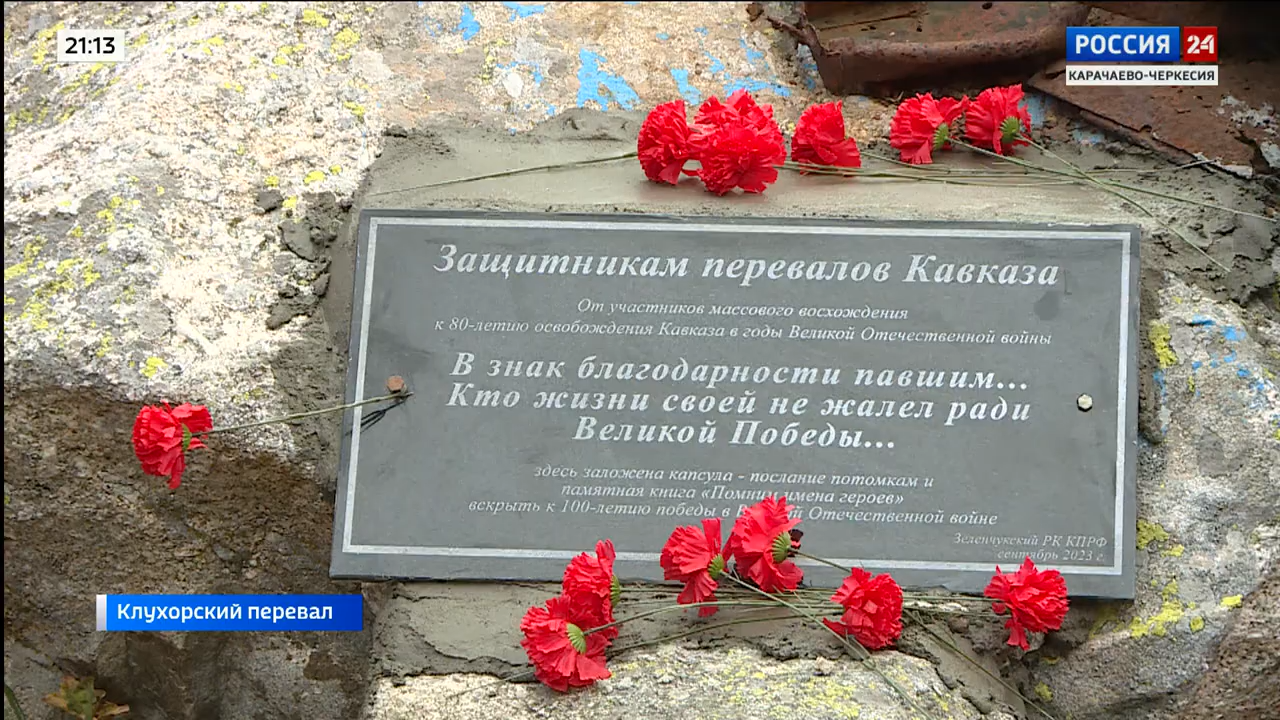 21:13
РОССИЯ 24
КАРАЧАЕВО-ЧЕРКЕСИЯ
Защитникам перевалов Кавказа
От участников массового восхождения
к 80-летию освобождения Кавказа в годы Великой Отечественной войны
В знак благодарности павшим...
Кто жизни своей не жалел ради
Великой Победы...
здесь заложена капсула - послание потомкам и
памятная книга «Помним имена героев»
вскрыть к 100-летию победы в Отечественной войне
Зеленчукский РК КПРФ
сентябрь 2023 г.
Клухорский перевал